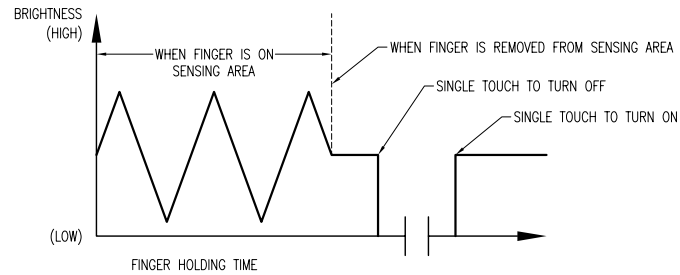 BRIGHTNESS
(HIGH)
WHEN FINGER IS ON
SENSING AREA
WHEN FINGER IS REMOVED FROM SENSING AREA
SINGLE TOUCH TO TURN OFF
SINGLE TOUCH TO TURN ON
(LOW)
FINGER HOLDING TIME